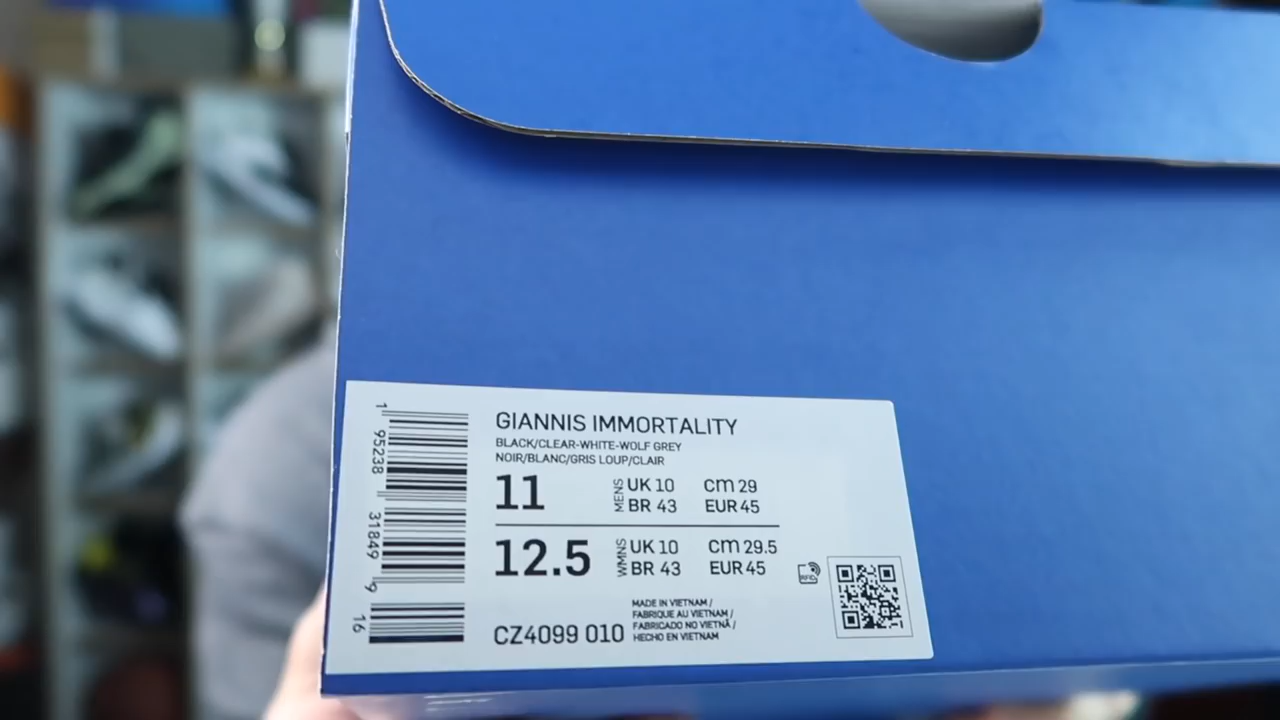 GIANNIS IMMORTALITY
BLACK/CLEAR-WHITE-WOLF GREY
NOIR/BLANC/GRIS LOUP/CLAIR
11 MENS UK 10 CM 29
BR 43 EUR 45
12.5 WMNS UK 10 CM 29.5
BR 43 EUR 45
RFID
MADE IN VIETNAM /
FABRIQUE AU VIETNAM /
FABRICADO NO VIETNÃ /
HECHO EN VIETNAM
CZ4099 010
1 95238 31849 9 16